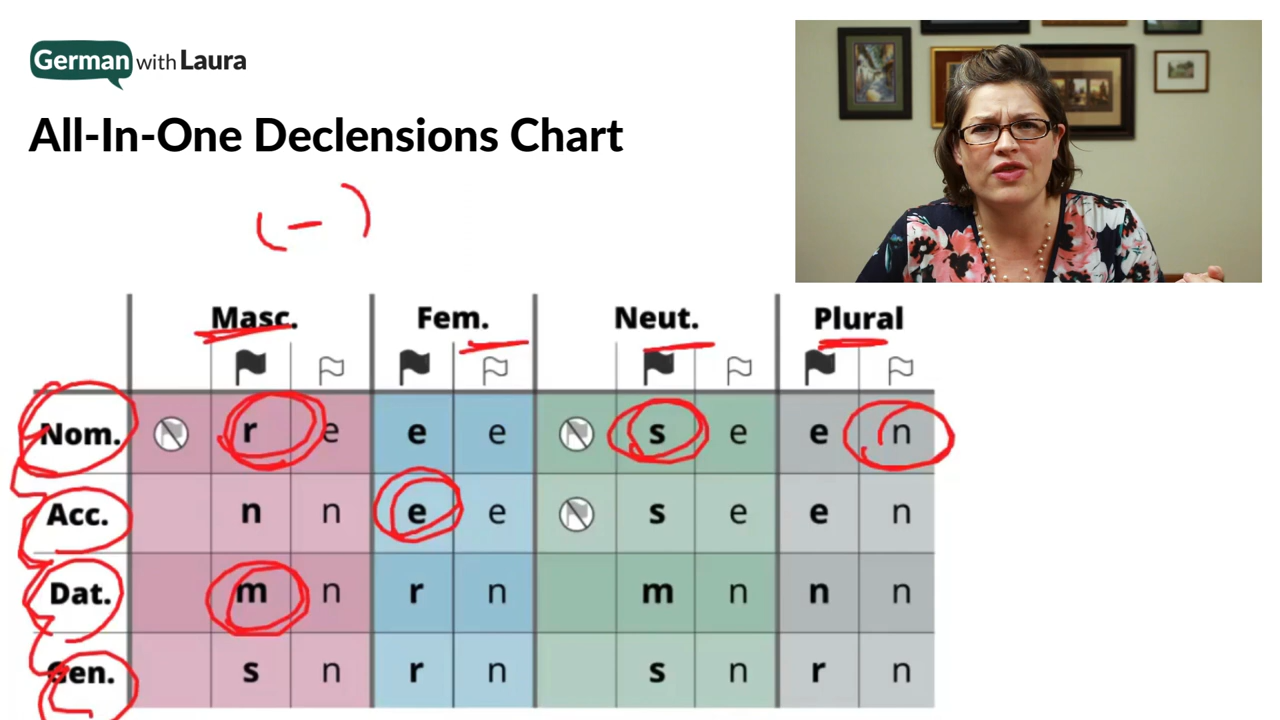 German with Laura
All-In-One Declensions Chart
(-)
Masc. Fem. Neut. Plural
Nom. r e e e s e e n
Acc. n n e e s e e n
Dat. m n r n m n n n
Gen. s n r n s n r n